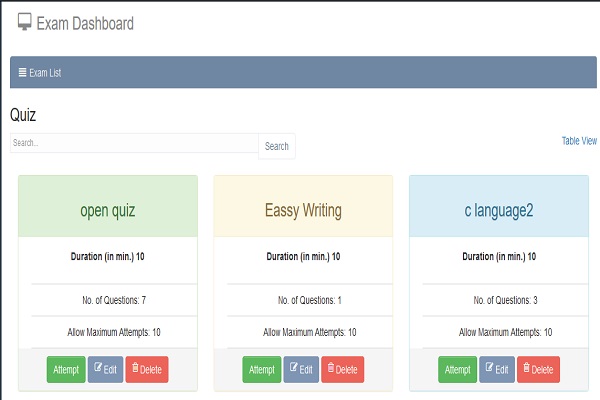 Exam Dashboard
Exam List
Quiz
Search...
Search
Table View
open quiz
Duration (in min.) 10
No. of Questions: 7
Allow Maximum Attempts: 10
Attempt Edit Delete
Eassy Writing
Duration (in min.) 10
No. of Questions: 1
Allow Maximum Attempts: 10
Attempt Edit Delete
c language2
Duration (in min.) 10
No. of Questions: 3
Allow Maximum Attempts: 10
Attempt Edit Delete